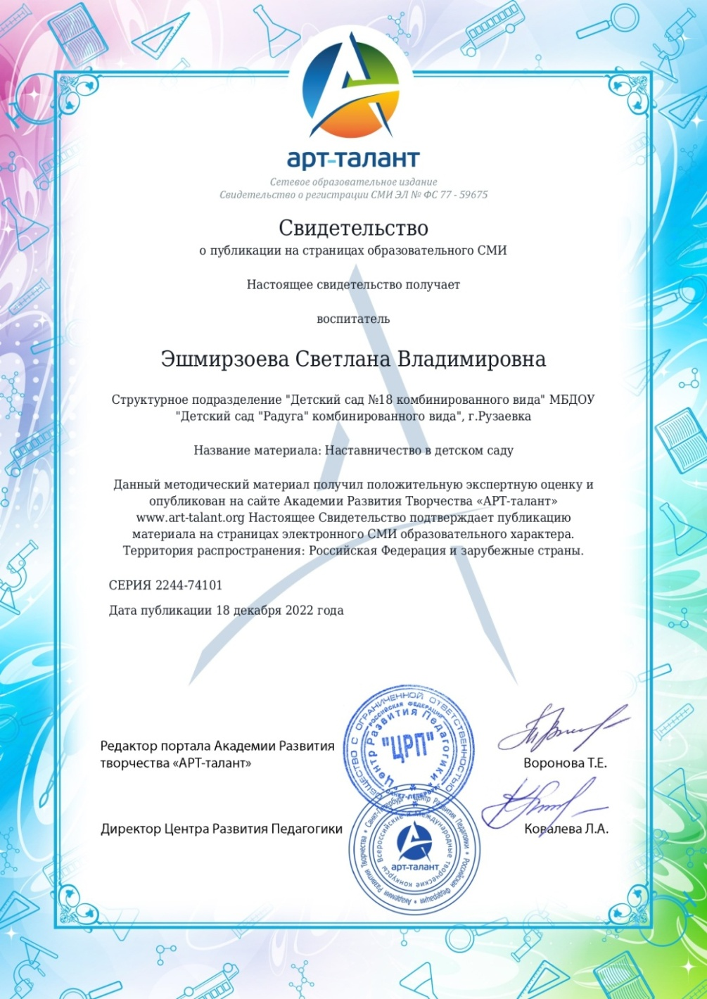 арт-талант
Сетевое образовательное издание
Свидетельство о регистрации СМИ ЭЛ № ФС 77 - 59675
Свидетельство
о публикации на страницах образовательного СМИ
Настоящее свидетельство получает
воспитатель
Эшмирзоева Светлана Владимировна
Структурное подразделение "Детский сад №18 комбинированного вида" МБДОУ
"Детский сад "Радуга" комбинированного вида", г.Рузаевка
Название материала: Наставничество в детском саду
Данный методический материал получил положительную экспертную оценку и
опубликован на сайте Академии Развития Творчества «АРТ-талант»
www.art-talant.org Настоящее Свидетельство подтверждает публикацию
материала на страницах электронного СМИ образовательного характера.
Территория распространения: Российская Федерация и зарубежные страны.
СЕРИЯ 2244-74101
Дата публикации 18 декабря 2022 года
Редактор портала Академии Развития
творчества «АРТ-талант»
Воронова Т.Е.
ОБЩЕСТВО С ОГРАНИЧЕННОЙ ОТВЕТСТВЕННОСТЬЮ
РОССИЙСКАЯ ФЕДЕРАЦИЯ
"Центр Развития Педагогики"
"ЦРП"
САНКТ-ПЕТЕРБУРГ
Директор Центра Развития Педагогики
Ковалева Л.А.
Академия Развития Творчества • Санкт-Петербург • Центр Развития Педагогики • Российская Федерация •
Всероссийские и Международные творческие конкурсы
арт-талант